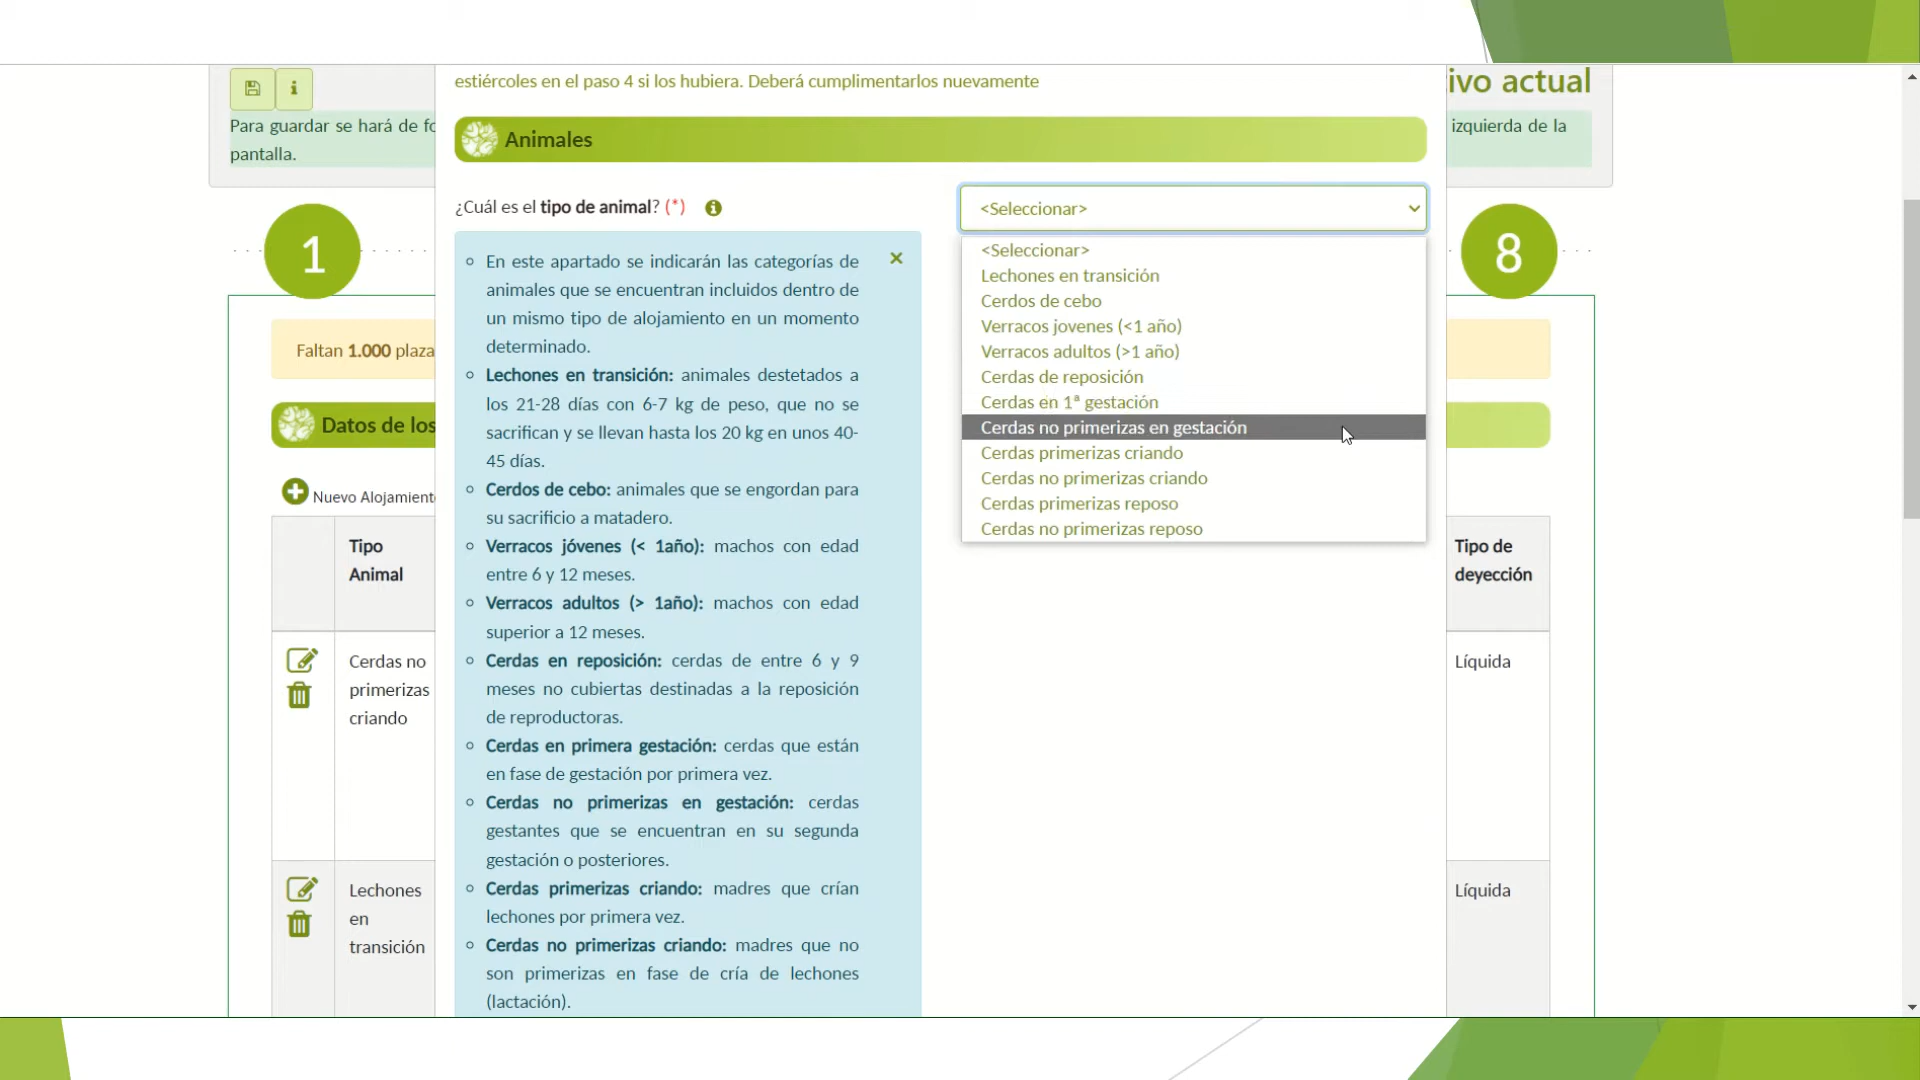 estiércoles en el paso 4 si los hubiera. Deberá cumplimentarlos nuevamente
ivo actual
Para guardar se hará de fo
izquierda de la
pantalla.
Animales
¿Cuál es el tipo de animal? (*)
<Seleccionar>
1
8
En este apartado se indicarán las categorías de
animales que se encuentran incluidos dentro de
un mismo tipo de alojamiento en un momento
determinado.
Lechones en transición: animales destetados a
los 21-28 días con 6-7 kg de peso, que no se
sacrifican y se llevan hasta los 20 kg en unos 40-
45 días.
Cerdos de cebo: animales que se engordan para
su sacrificio a matadero.
Verracos jóvenes (< 1año): machos con edad
entre 6 y 12 meses.
Verracos adultos (> 1año): machos con edad
superior a 12 meses.
Cerdas en reposición: cerdas de entre 6 y 9
meses no cubiertas destinadas a la reposición
de reproductoras.
Cerdas en primera gestación: cerdas que están
en fase de gestación por primera vez.
Cerdas no primerizas en gestación: cerdas
gestantes que se encuentran en su segunda
gestación o posteriores.
Cerdas primerizas criando: madres que crían
lechones por primera vez.
Cerdas no primerizas criando: madres que no
son primerizas en fase de cría de lechones
(lactación).
<Seleccionar>
Lechones en transición
Cerdos de cebo
Verracos jovenes (<1 año)
Verracos adultos (>1 año)
Cerdas de reposición
Cerdas en 1ª gestación
Cerdas no primerizas en gestación
Cerdas primerizas criando
Cerdas no primerizas criando
Cerdas primerizas reposo
Cerdas no primerizas reposo
Faltan 1.000 plaza
Datos de los
Nuevo Alojamiento
Tipo
Animal
Tipo de
deyección
Cerdas no
primerizas
criando
Líquida
Lechones
en
transición
Líquida